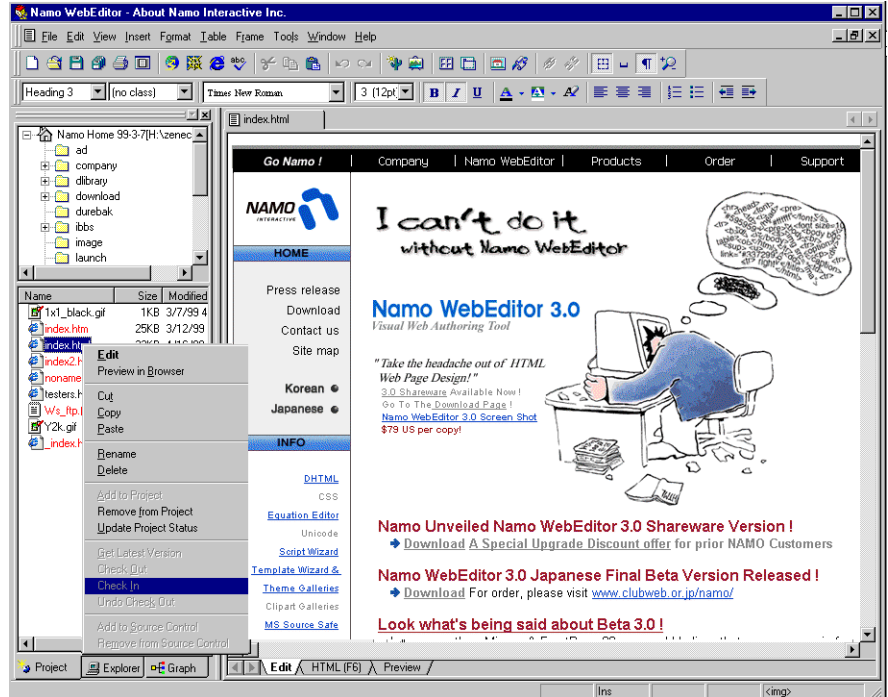 Namo WebEditor - About Namo Interactive Inc.
File Edit View Insert Format Table Frame Tools Window Help
Heading 3 (no class) Times New Roman 3 (12pt) B I U
index.html
Namo Home 99-3-7[H:\zenec
ad
company
dlibrary
download
durebak
ibbs
image
launch
Name Size Modified
1x1_black.gif 1KB 3/7/99 4
index.htm 25KB 3/12/99
index.ht
index2.h
noname
testers.h
Ws_ftp.l
Y2k.gif
_index.h
Edit
Preview in Browser
Cut
Copy
Paste
Rename
Delete
Add to Project
Remove from Project
Update Project Status
Get Latest Version
Check Out
Check In
Undo Check Out
Add to Source Control
Remove from Source Control
Project Explorer Graph
Go Namo ! | Company | Namo WebEditor | Products | Order | Support
NAMO
INTERACTIVE
HOME
Press release
Download
Contact us
Site map
Korean
Japanese
INFO
DHTML
CSS
Equation Editor
Unicode
Script Wizard
Template Wizard &
Theme Galleries
Clipart Galleries
MS Source Safe
I can't do it
without Namo WebEditor
Namo WebEditor 3.0
Visual Web Authoring Tool
"Take the headache out of HTML
Web Page Design!"
3.0 Shareware Available Now !
Go To The Download Page !
Namo WebEditor 3.0 Screen Shot
$79 US per copy!
HTML
Namo Unveiled Namo WebEditor 3.0 Shareware Version !
Download A Special Upgrade Discount offer for prior NAMO Customers
Namo WebEditor 3.0 Japanese Final Beta Version Released !
Download For order, please visit www.clubweb.or.jp/namo/
Look what's being said about Beta 3.0 !
Edit HTML (F6) Preview
Ins <img>